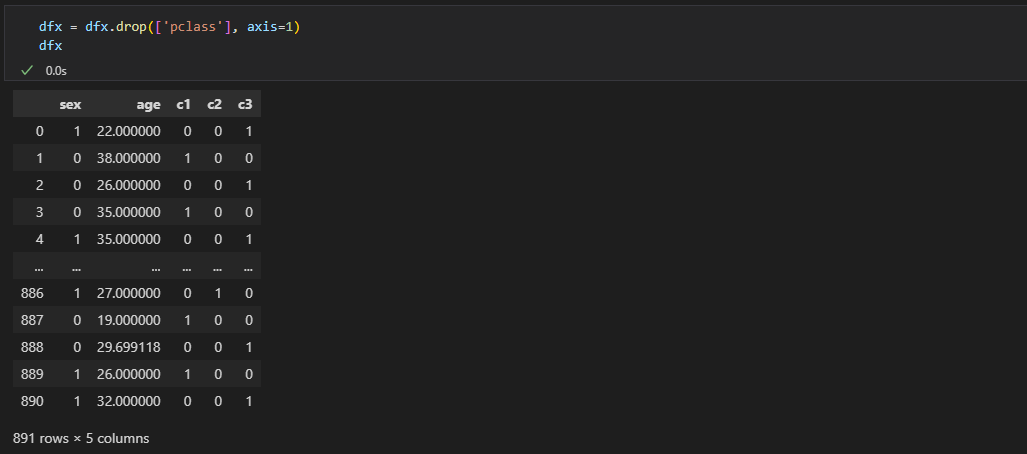 dfx = dfx.drop(['pclass'], axis=1)
dfx
✓ 0.0s
sex age c1 c2 c3
0 1 22.000000 0 0 1
1 0 38.000000 1 0 0
2 0 26.000000 0 0 1
3 0 35.000000 1 0 0
4 1 35.000000 0 0 1
... ... ... ... ... ...
886 1 27.000000 0 1 0
887 0 19.000000 1 0 0
888 0 29.699118 0 0 1
889 1 26.000000 1 0 0
890 1 32.000000 0 0 1
891 rows × 5 columns